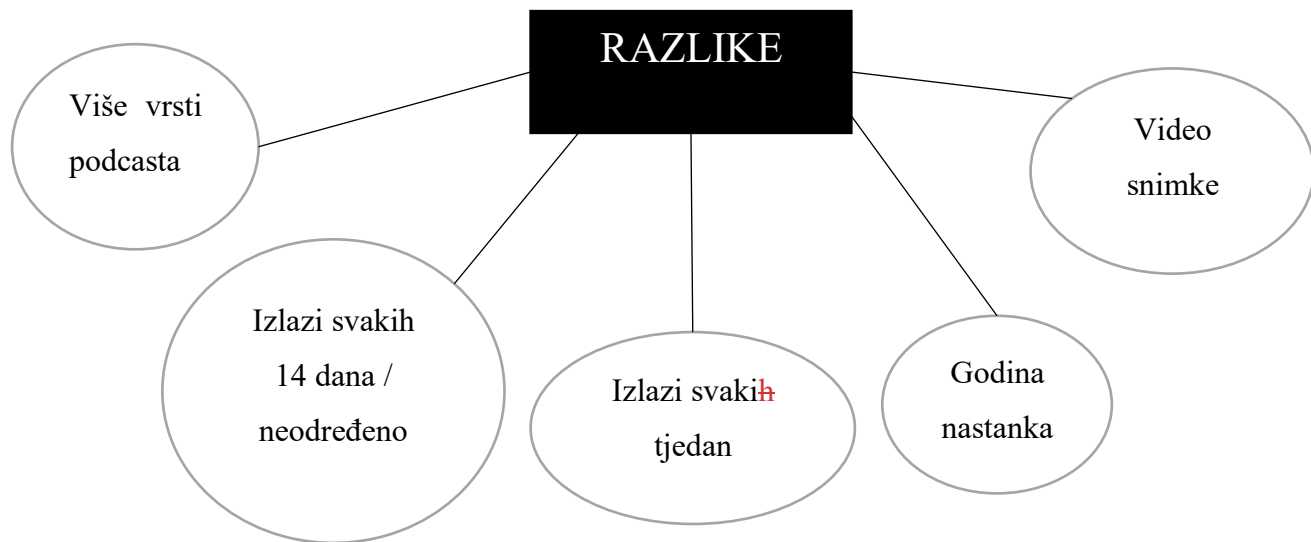 RAZLIKE
Više vrsti
podcasta
Izlazi svakih
14 dana /
neodređeno
Izlazi svakih
tjedan
Godina
nastanka
Video
snimke